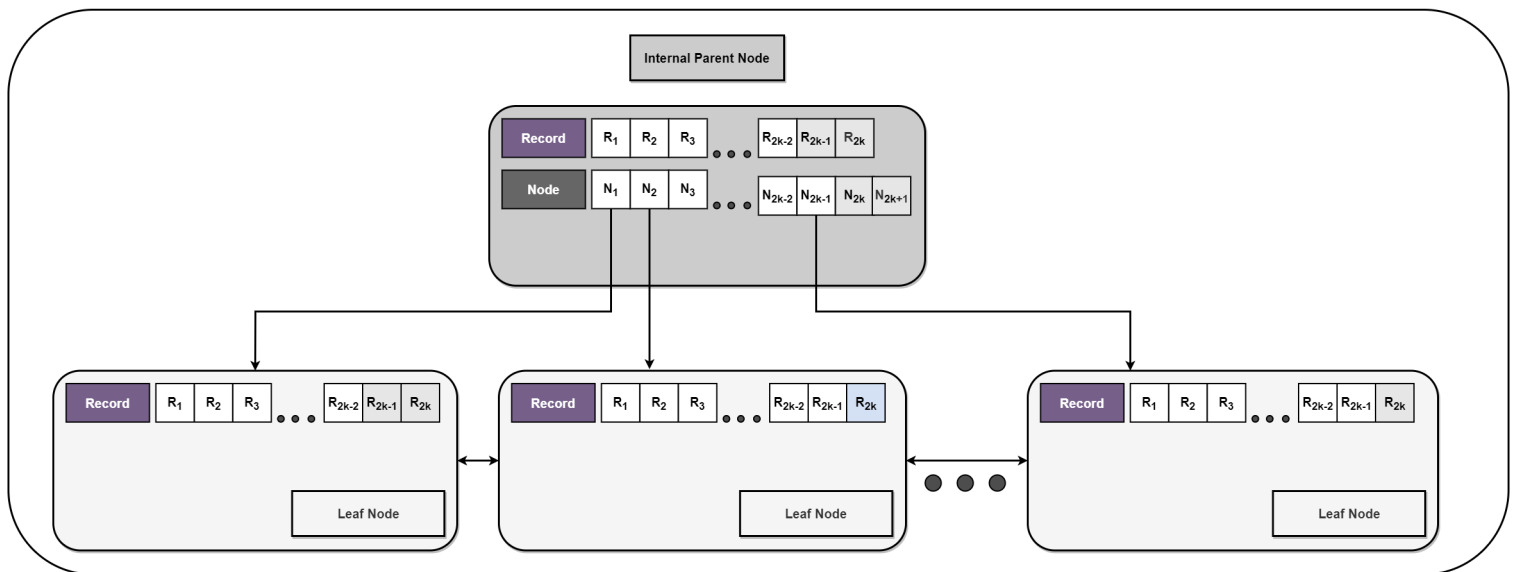 Internal Parent Node
Record R1 R2 R3 R2k-2 R2k-1 R2k
Node N1 N2 N3 N2k-2 N2k-1 N2k N2k+1
Record R1 R2 R3 R2k-2 R2k-1 R2k
Record R1 R2 R3 R2k-2 R2k-1 R2k
Record R1 R2 R3 R2k-2 R2k-1 R2k
Leaf Node
Leaf Node
Leaf Node